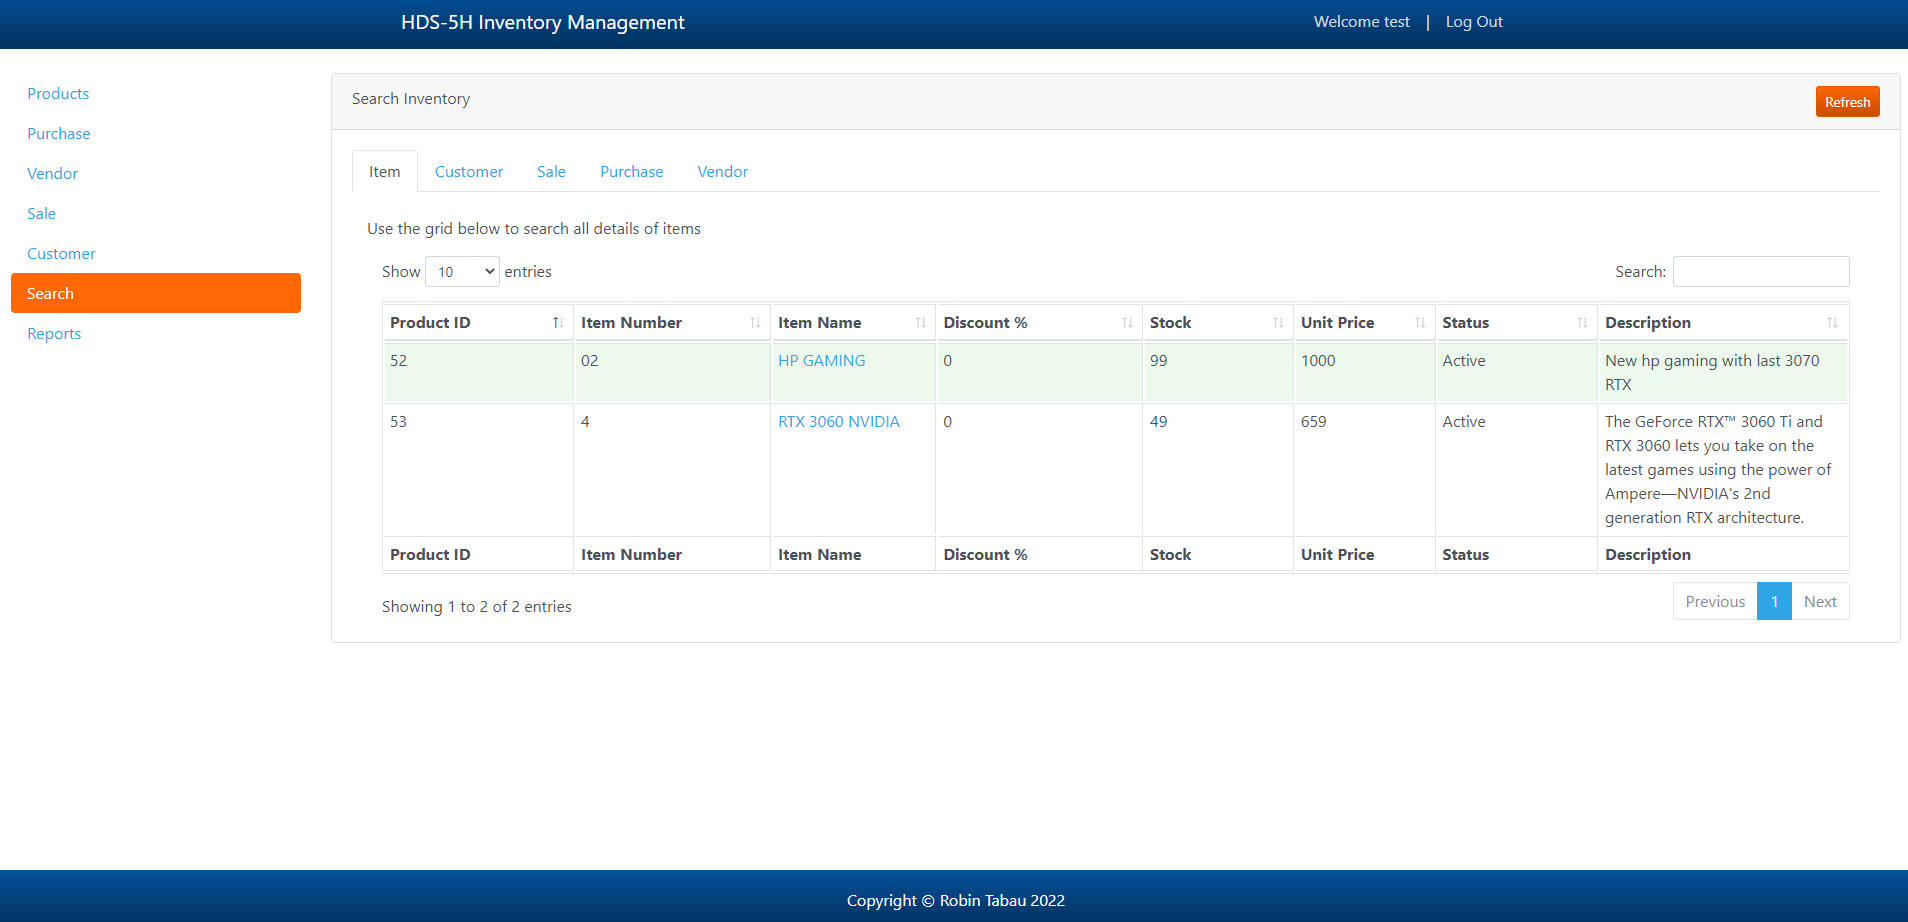 HDS-5H Inventory Management
Welcome test | Log Out
Products
Purchase
Vendor
Sale
Customer
Search
Reports
Search Inventory
Refresh
Item Customer Sale Purchase Vendor
Use the grid below to search all details of items
Show 10 entries
Search:
Product ID Item Number Item Name Discount % Stock Unit Price Status Description
52 02 HP GAMING 0 99 1000 Active New hp gaming with last 3070
RTX
53 4 RTX 3060 NVIDIA 0 49 659 Active The GeForce RTX™ 3060 Ti and
RTX 3060 lets you take on the
latest games using the power of
Ampere—NVIDIA's 2nd
generation RTX architecture.
Product ID Item Number Item Name Discount % Stock Unit Price Status Description
Showing 1 to 2 of 2 entries
Previous 1 Next
Copyright © Robin Tabau 2022